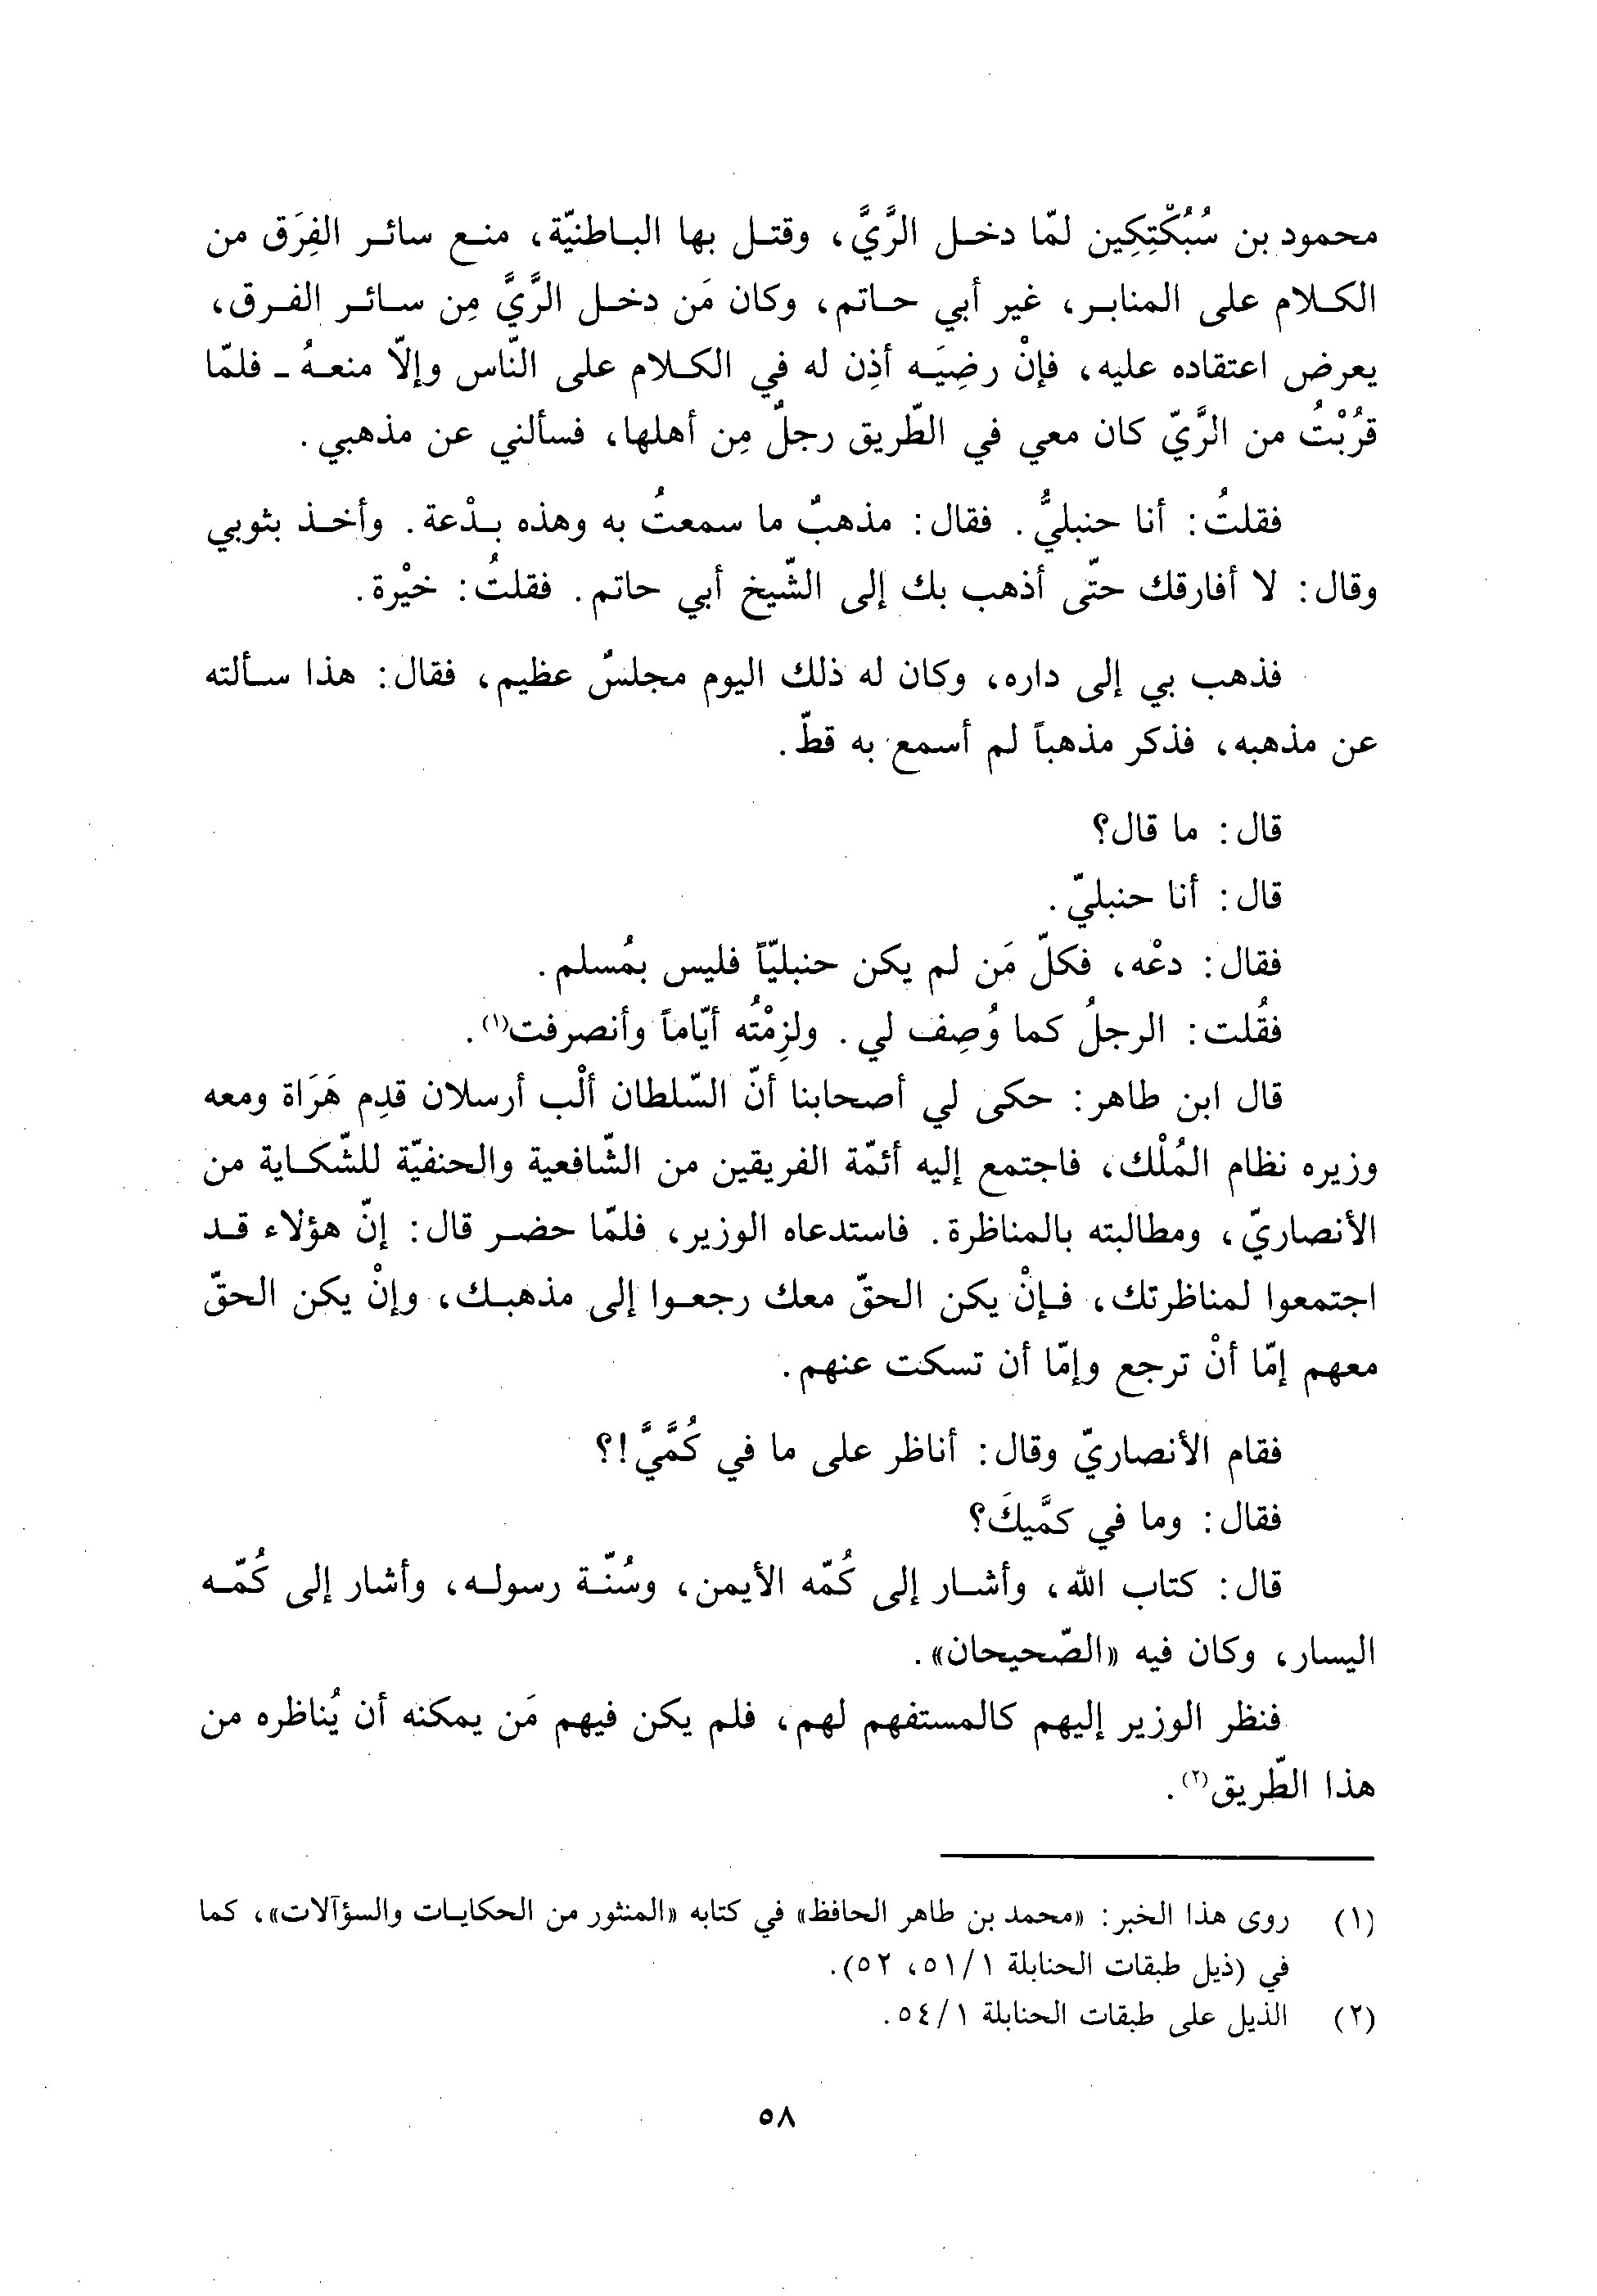 محمود بن سُبُكْتِكِين لمّا دخل الرَّيَّ، وقتل بها الباطنيّة، منع سائر الفِرَق من
الكلام على المنابر، غير أبي حاتم، وكان مَن دخل الرَّيَّ مِن سائر الفرق،
يعرض اعتقاده عليه، فإنْ رضِيَه أذِن له في الكلام على النّاس وإلّا منعهُ ـ فلمّا
قرُبْتُ من الرَّيّ كان معي في الطّريق رجلٌ مِن أهلها، فسألني عن مذهبي.
فقلتُ: أنا حنبليُّ. فقال: مذهبٌ ما سمعتُ به وهذه بدْعة. وأخذ بثوبي
وقال: لا أفارقك حتّى أذهب بك إلى الشّيخ أبي حاتم. فقلتُ: خيْرة.
فذهب بي إلى داره، وكان له ذلك اليوم مجلسٌ عظيم، فقال: هذا سألته
عن مذهبه، فذكر مذهباً لم أسمع به قطّ.
قال: ما قال؟
قال: أنا حنبليّ.
فقال: دعْه، فكلّ مَن لم يكن حنبليّاً فليس بمُسلم.
فقُلت: الرجلُ كما وُصِف لي. ولزِمْتُه أيّاماً وأنصرفت(١).
قال ابن طاهر: حكى لي أصحابنا أنّ السّلطان ألْب أرسلان قدِم هَرَاة ومعه
وزيره نظام المُلْك، فاجتمع إليه أئمّة الفريقين من الشّافعية والحنفيّة للشّكاية من
الأنصاريّ، ومطالبته بالمناظرة. فاستدعاه الوزير، فلمّا حضر قال: إنّ هؤلاء قد
اجتمعوا لمناظرتك، فإنْ يكن الحقّ معك رجعوا إلى مذهبك، وإنْ يكن الحقّ
معهم إمّا أنْ ترجع وإمّا أن تسكت عنهم.
فقام الأنصاريّ وقال: أناظر على ما في كُمَّيَّ!؟
فقال: وما في كمَّيكَ؟
قال: كتاب الله، وأشار إلى كُمّه الأيمن، وسُنّة رسوله، وأشار إلى كُمّه
اليسار، وكان فيه «الصّحيحان».
فنظر الوزير إليهم كالمستفهم لهم، فلم يكن فيهم مَن يمكنه أن يُناظره من
هذا الطّريق(٢).
(١) روى هذا الخبر: «محمد بن طاهر الحافظ» في كتابه «المنثور من الحكايات والسؤآلات»، كما
في (ذيل طبقات الحنابلة ٥١/١، ٥٢).
(٢) الذيل على طبقات الحنابلة ٥٤/١.
٥٨